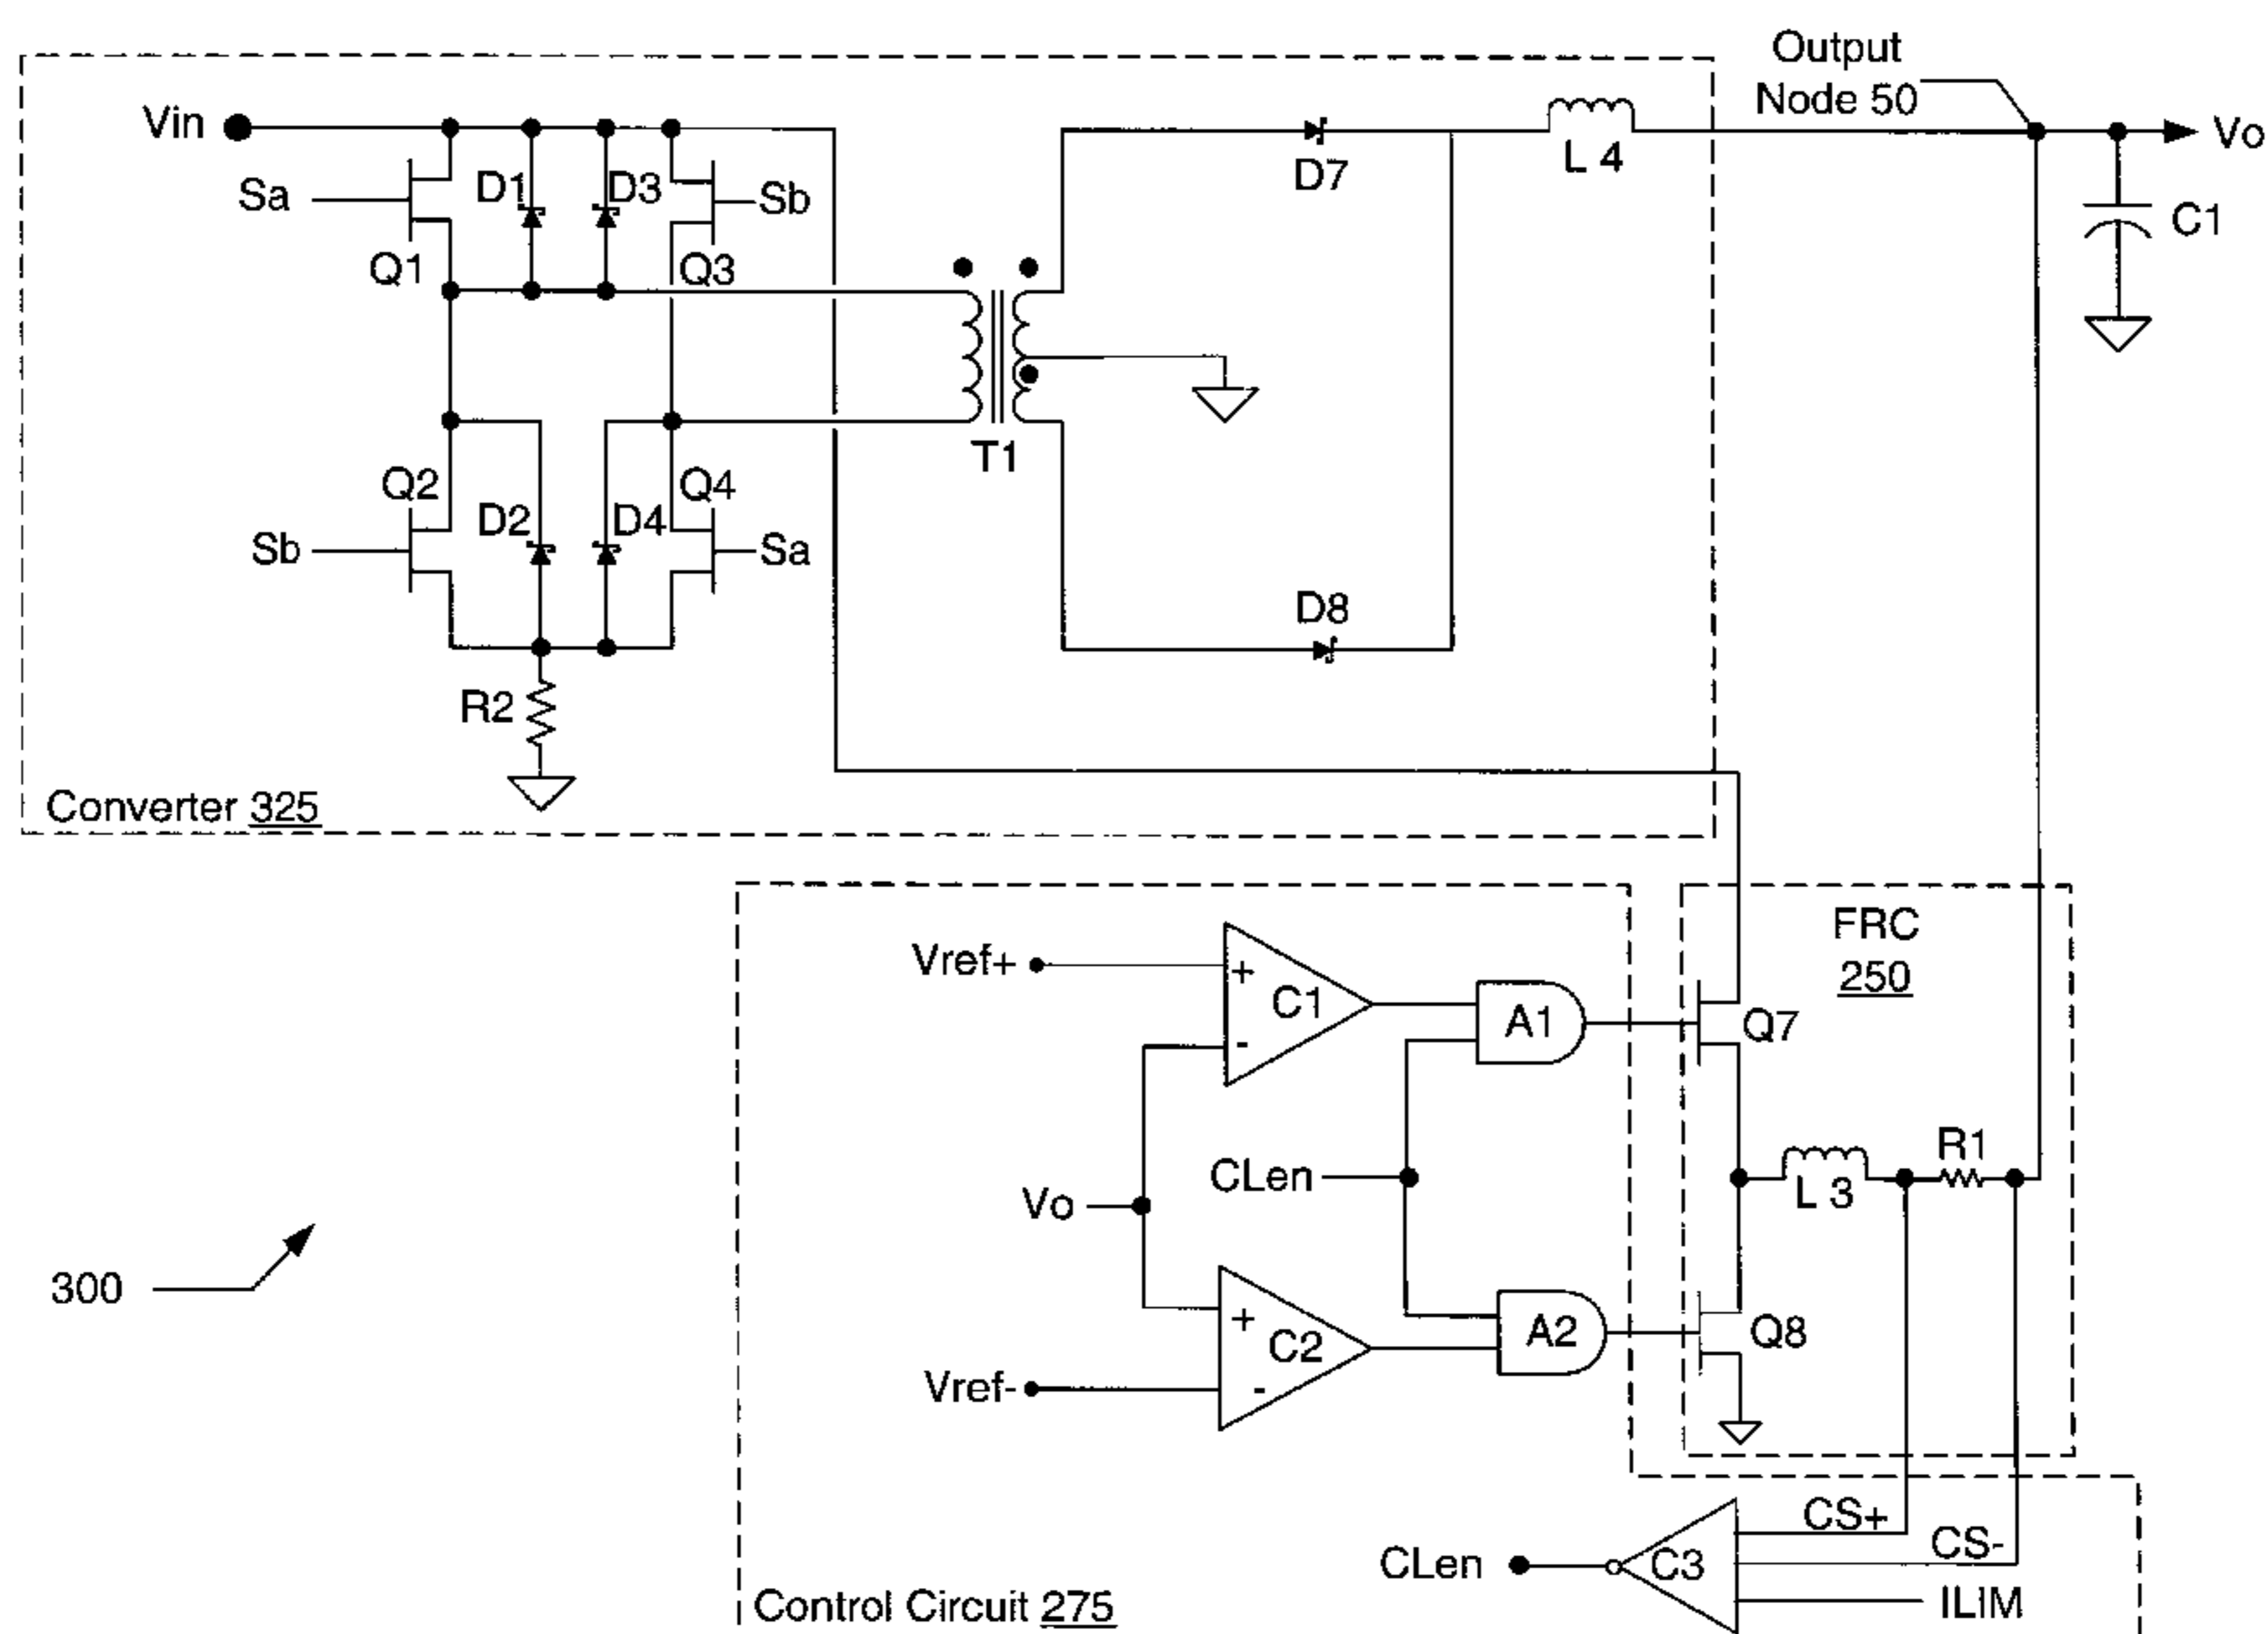 Output
Node 50
Vin
Vo
L 4
D7
Sa
D1
D3
Sb
C1
Q1
Q3
T1
Q2
Q4
D2
D4
Sb
Sa
D8
R2
Converter 325
FRC
250
Vref+
+
C1
-
A1
Q7
CLen
R1
L 3
Vo
300
+
C2
-
A2
Q8
Vref-
CS+
CS-
CLen
C3
ILIM
Control Circuit 275